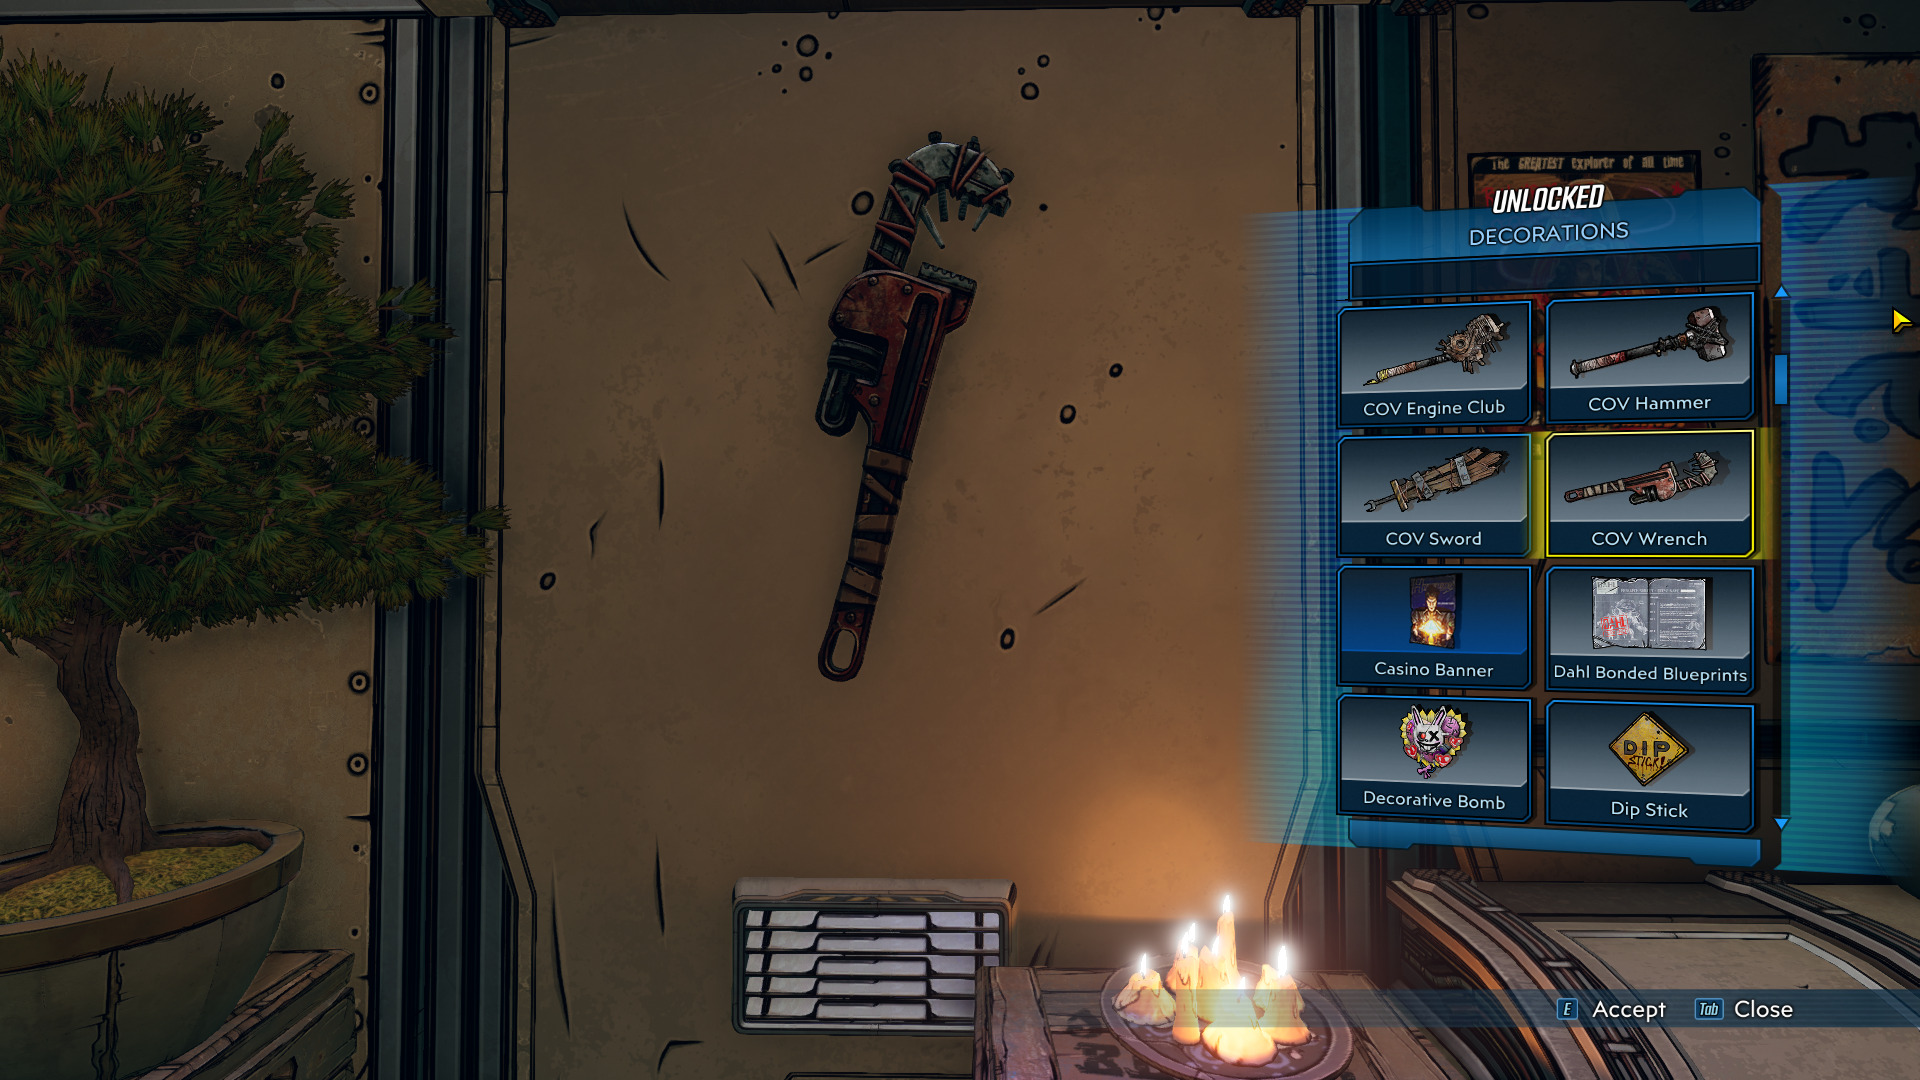 The GREATEST explorer of all time
UNLOCKED
DECORATIONS
COV Engine Club
COV Hammer
COV Sword
COV Wrench
Casino Banner
Dahl Bonded Blueprints
DAHL
DIP
STICK!
Decorative Bomb
Dip Stick
E Accept Tab Close